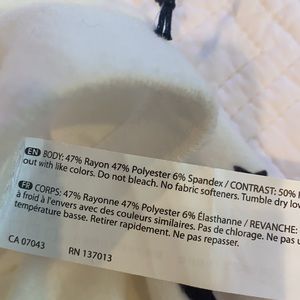 EN BODY: 47% Rayon 47% Polyester 6% Spandex / CONTRAST: 50%
out with like colors. Do not bleach. No fabric softeners. Tumble dry low
FR CORPS: 47% Rayonne 47% Polyester 6% Élasthanne / REVANCHE:
à froid à l'envers avec des couleurs similaires. Pas de chlorage. Ne pas u
température basse. Retirer rapidement. Ne pas repasser.
CA 07043 RN 137013